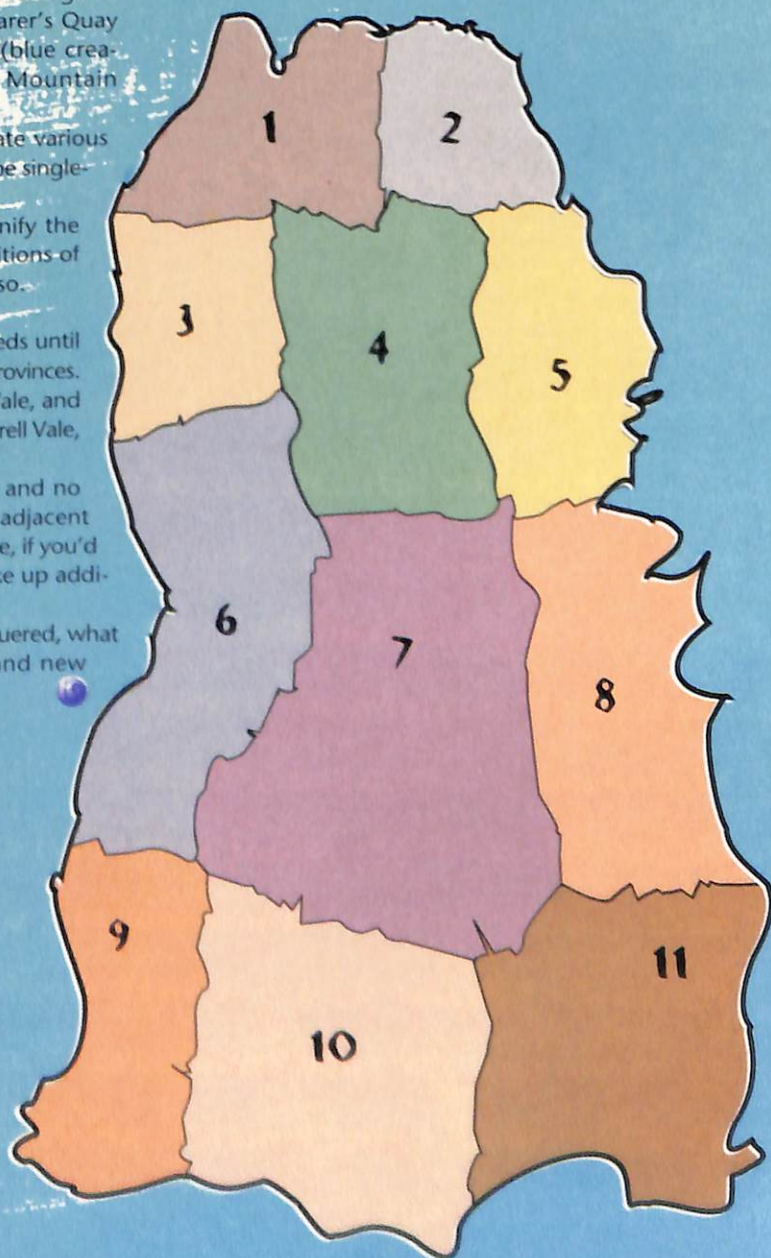 arer's Quay
(blue crea-
Mountain
ate various
be single-
nify the
itions of
so.
eds until
rovinces.
ale, and
rell Vale,
and no
adjacent
e, if you'd
e up addi-
uered, what
and new
1
2
3
4
5
6
7
8
9
10
11